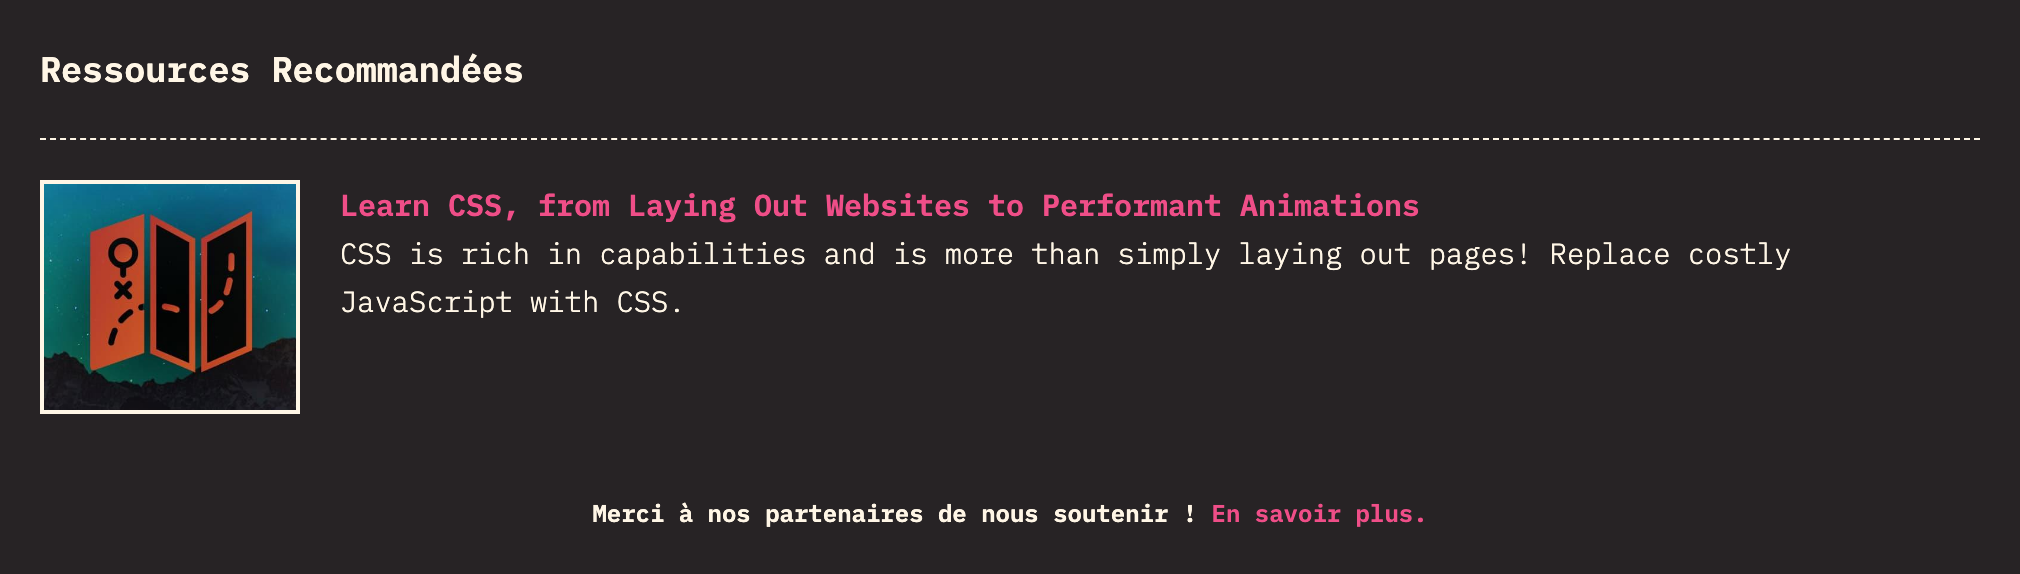 Ressources Recommandées
Learn CSS, from Laying Out Websites to Performant Animations
CSS is rich in capabilities and is more than simply laying out pages! Replace costly
JavaScript with CSS.
Merci à nos partenaires de nous soutenir ! En savoir plus.